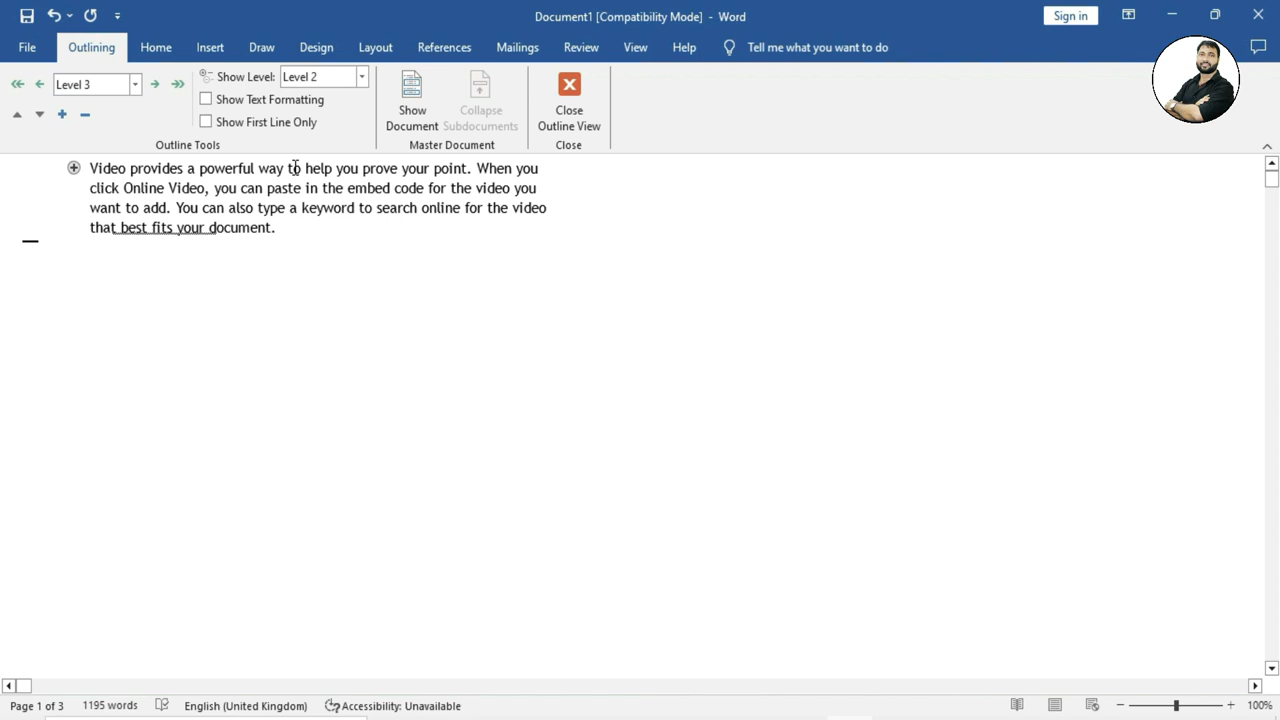 Document1 [Compatibility Mode] - Word
Sign in
File Outlining Home Insert Draw Design Layout References Mailings Review View Help Tell me what you want to do
Level 3
Show Level: Level 2
Show Text Formatting
Show First Line Only
Outline Tools
Show Document
Collapse Subdocuments
Master Document
Close Outline View
Close
Video provides a powerful way to help you prove your point. When you
click Online Video, you can paste in the embed code for the video you
want to add. You can also type a keyword to search online for the video
that best fits your document.
Page 1 of 3 1195 words English (United Kingdom) Accessibility: Unavailable 100%